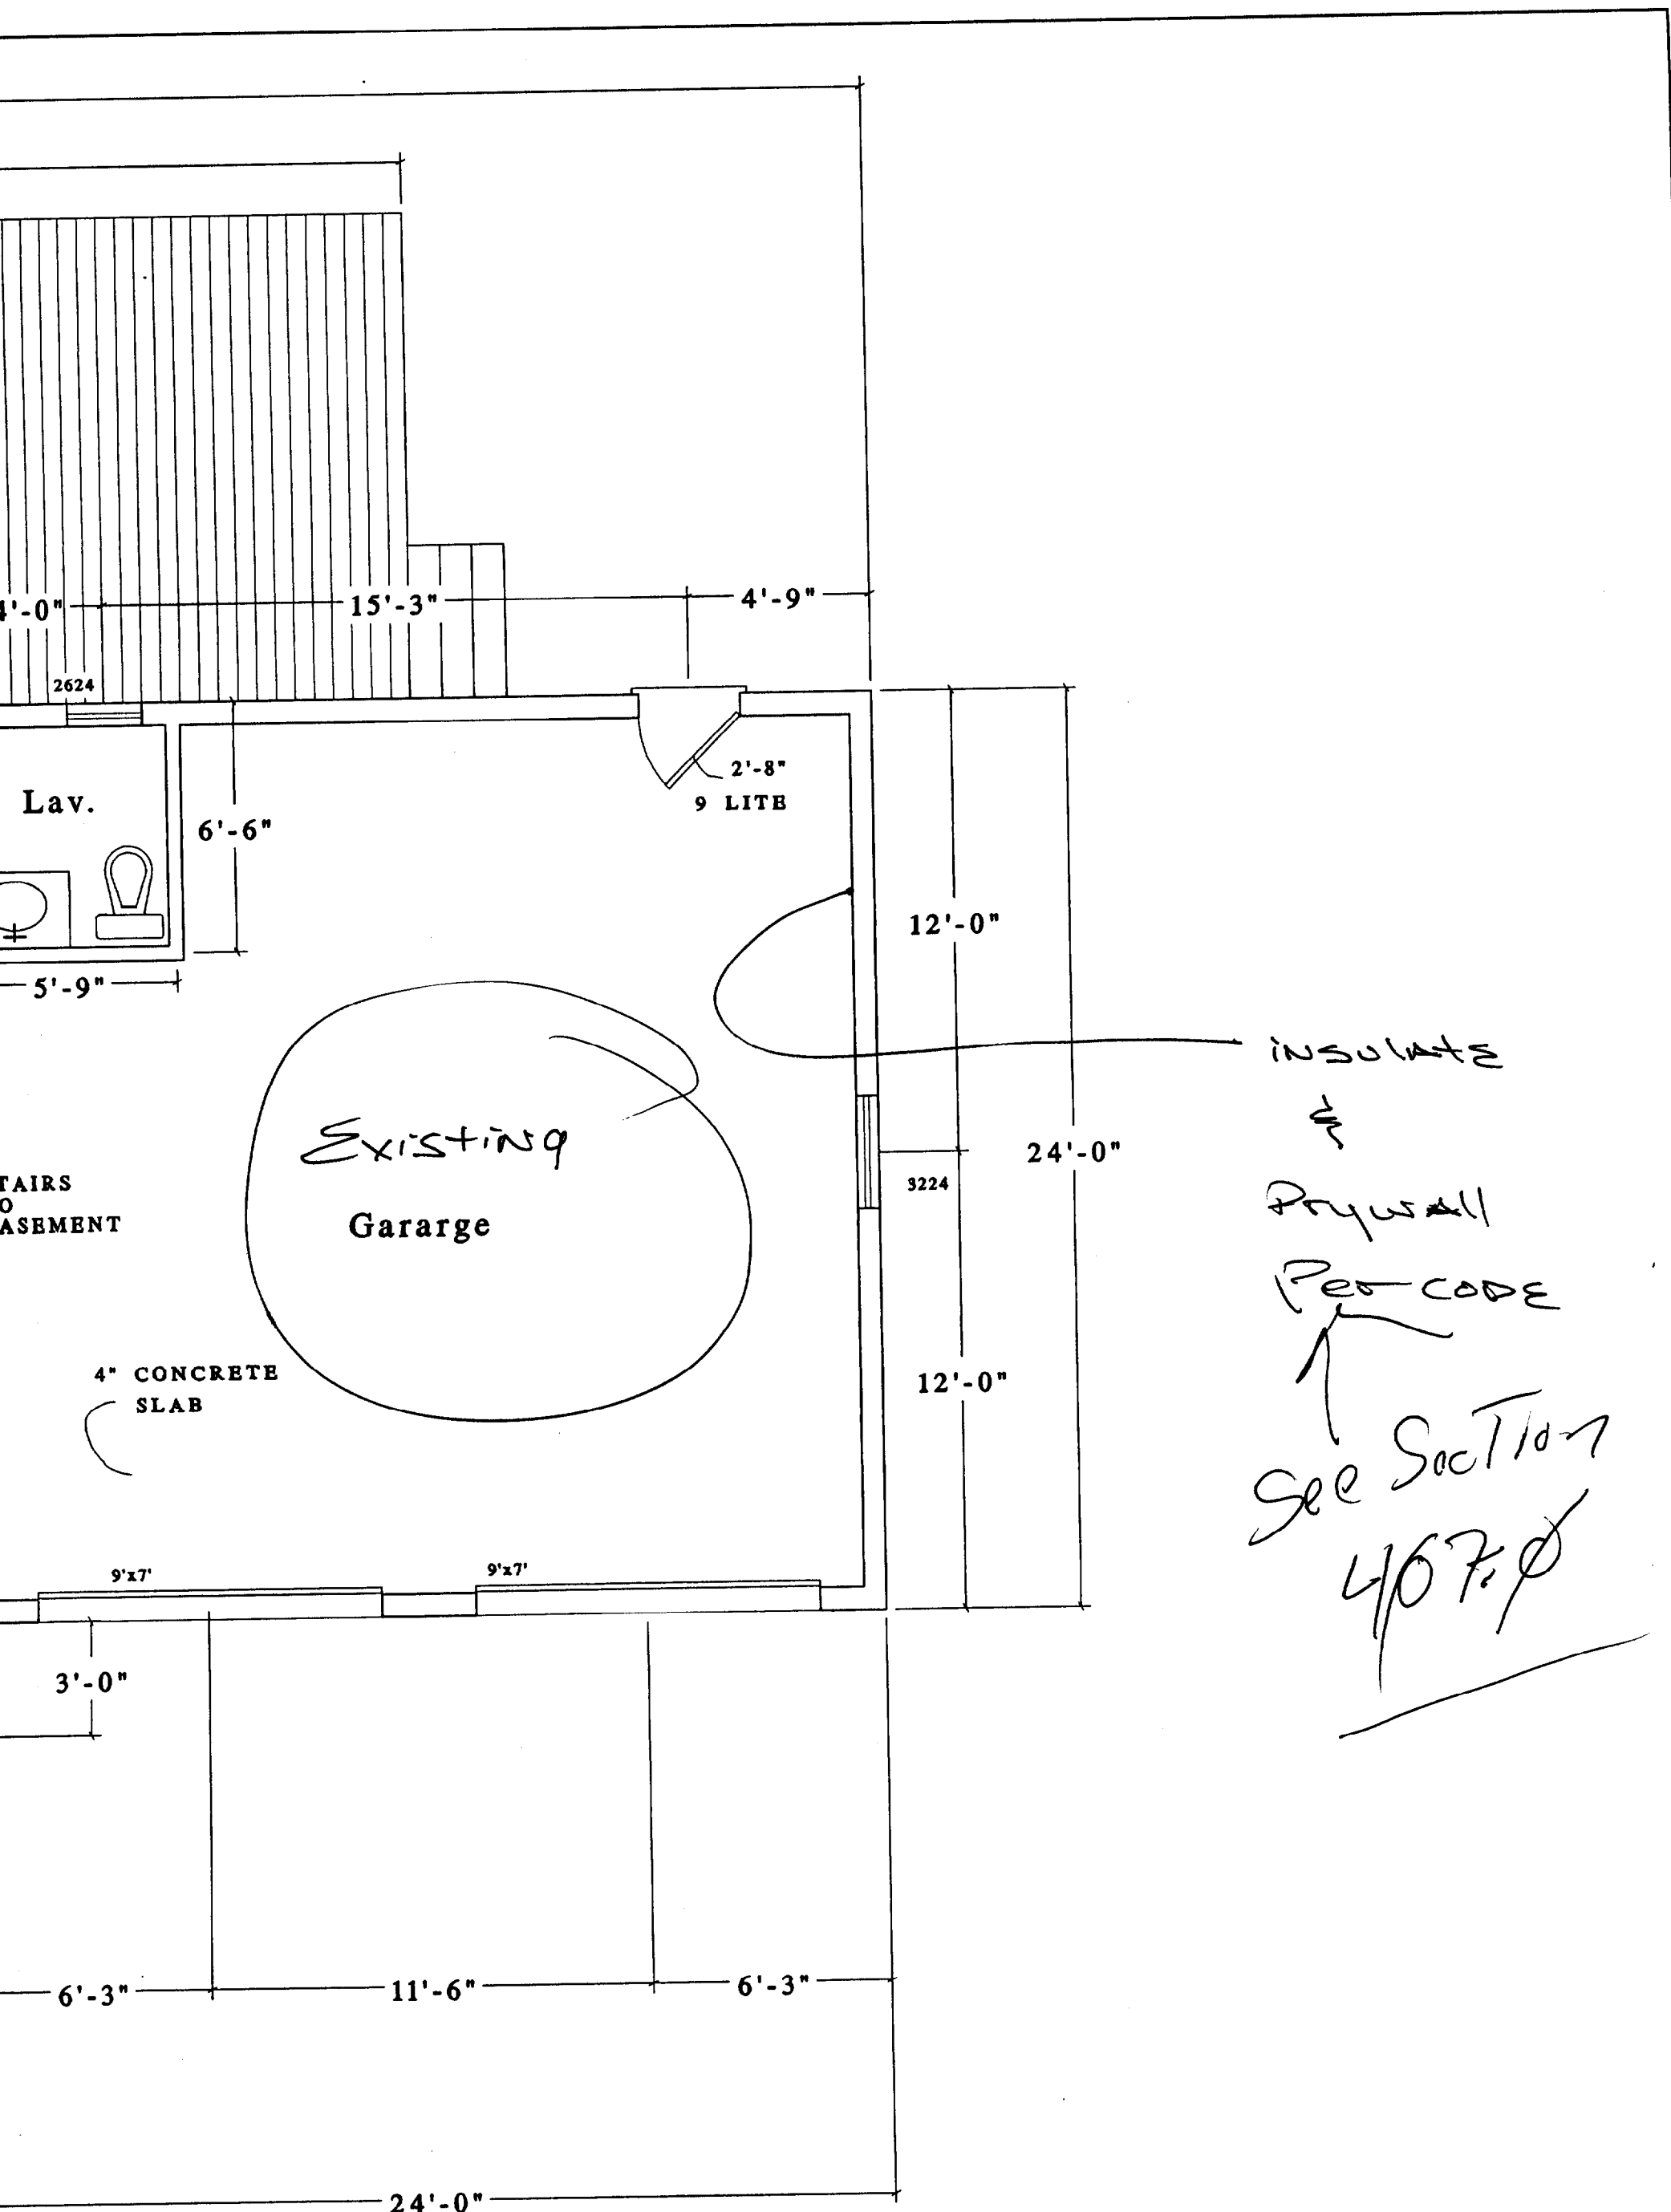 4'-0" 15'-3" 4'-9"
2624
2'-8"
9 LITE
Lav.
6'-6"
12'-0"
5'-9"
insulate
&
Drywall
Per CODE
Existing
Gararge
24'-0"
3224
TAIRS
O
ASEMENT
4" CONCRETE
SLAB
12'-0"
See Section
407.0
9'x7' 9'x7'
3'-0"
6'-3" 11'-6" 6'-3"
24'-0"